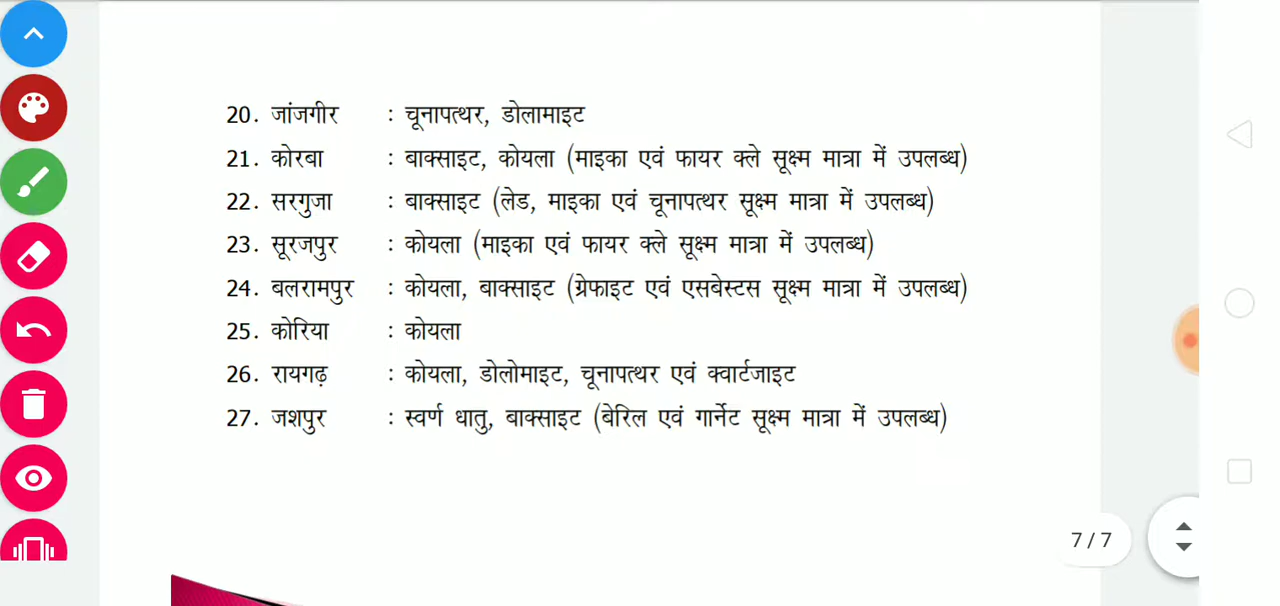 20. जांजगीर : चूनापत्थर, डोलामाइट
21. कोरबा : बाक्साइट, कोयला (माइका एवं फायर क्ले सूक्ष्म मात्रा में उपलब्ध)
22. सरगुजा : बाक्साइट (लेड, माइका एवं चूनापत्थर सूक्ष्म मात्रा में उपलब्ध)
23. सूरजपुर : कोयला (माइका एवं फायर क्ले सूक्ष्म मात्रा में उपलब्ध)
24. बलरामपुर : कोयला, बाक्साइट (ग्रेफाइट एवं एसबेस्टस सूक्ष्म मात्रा में उपलब्ध)
25. कोरिया : कोयला
26. रायगढ़ : कोयला, डोलोमाइट, चूनापत्थर एवं क्वार्टजाइट
27. जशपुर : स्वर्ण धातु, बाक्साइट (बेरिल एवं गार्नेट सूक्ष्म मात्रा में उपलब्ध)
7 / 7